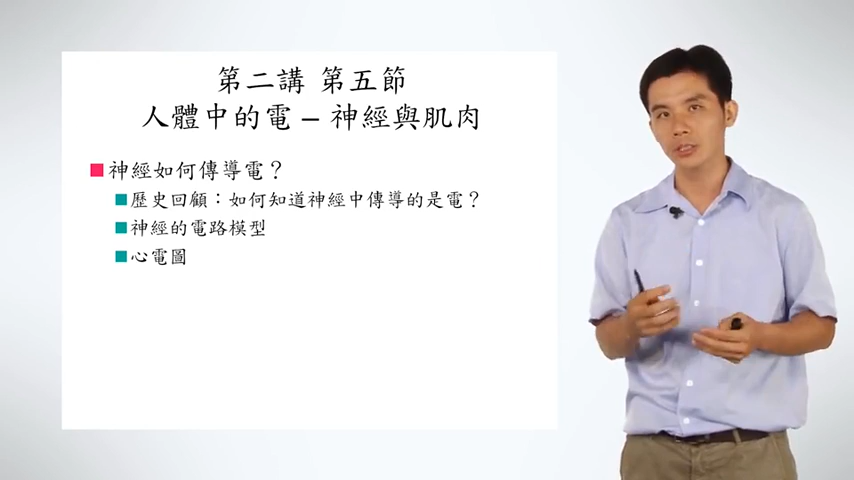 第二講 第五節
人體中的電 – 神經與肌肉
神經如何傳導電？
歷史回顧：如何知道神經中傳導的是電？
神經的電路模型
心電圖